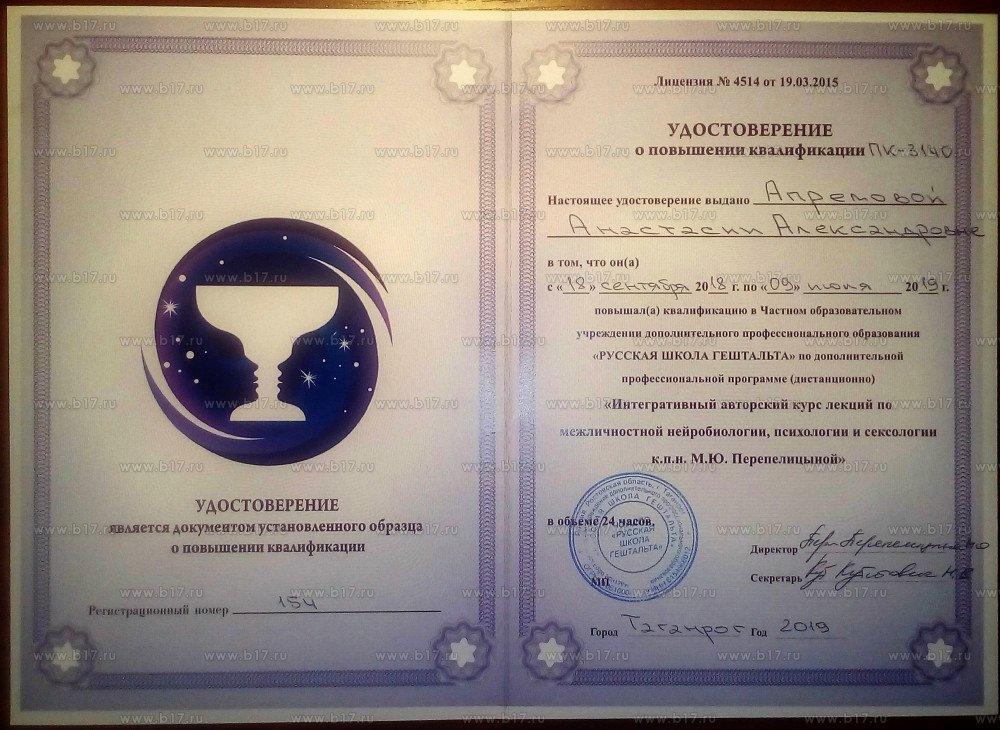 УДОСТОВЕРЕНИЕ
является документом установленного образца
о повышении квалификации
Регистрационный номер 154
Лицензия № 4514 от 19.03.2015
УДОСТОВЕРЕНИЕ
о повышении квалификации ПК-3140
Настоящее удостоверение выдано Апремовой
Анастасии Александровне
в том, что он(а)
с «18» сентября 2018 г. по «09» июня 2019 г.
повышал(а) квалификацию в Частном образовательном
учреждении дополнительного профессионального образования
«РУССКАЯ ШКОЛА ГЕШТАЛЬТА» по дополнительной
профессиональной программе (дистанционно)
«Интегративный авторский курс лекций по
межличностной нейробиологии, психологии и сексологии
к.п.н. М.Ю. Перепелицыной»
в объеме 24 часов,
«РУССКАЯ
ШКОЛА
ГЕШТАЛЬТА»
МП
Директор
Секретарь
Город Таганрог Год 2019
www.b17.ru